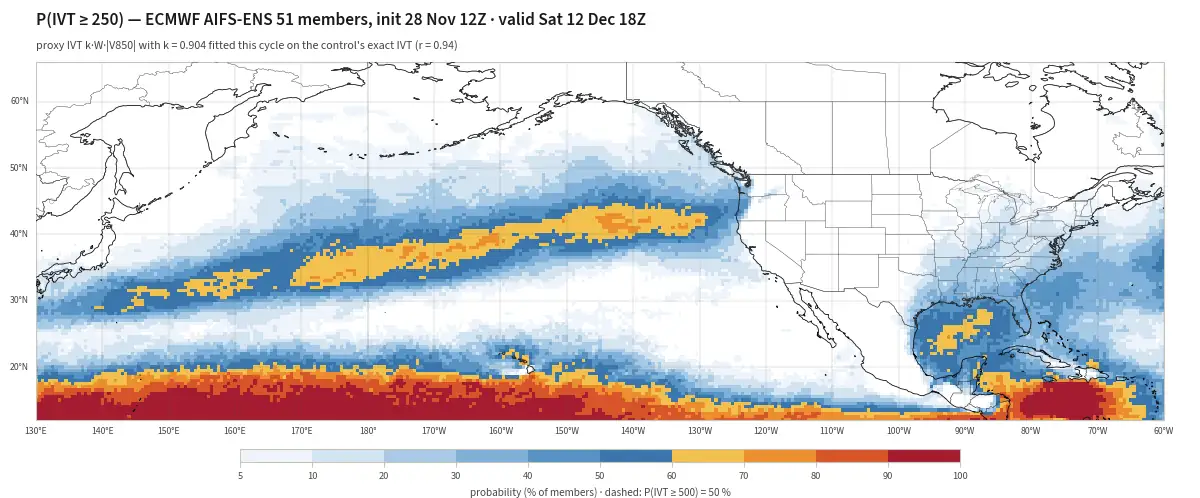 P(IVT ≥ 250) — ECMWF AIFS-ENS 51 members, init 28 Nov 12Z · valid Sat 12 Dec 18Z
proxy IVT k·W·|V850| with k = 0.904 fitted this cycle on the control's exact IVT (r = 0.94)
60°N
50°N
40°N
30°N
20°N
130°E 140°E 150°E 160°E 170°E 180° 170°W 160°W 150°W 140°W 130°W 120°W 110°W 100°W 90°W 80°W 70°W 60°W
5 10 20 30 40 50 60 70 80 90 100
probability (% of members) · dashed: P(IVT ≥ 500) = 50 %